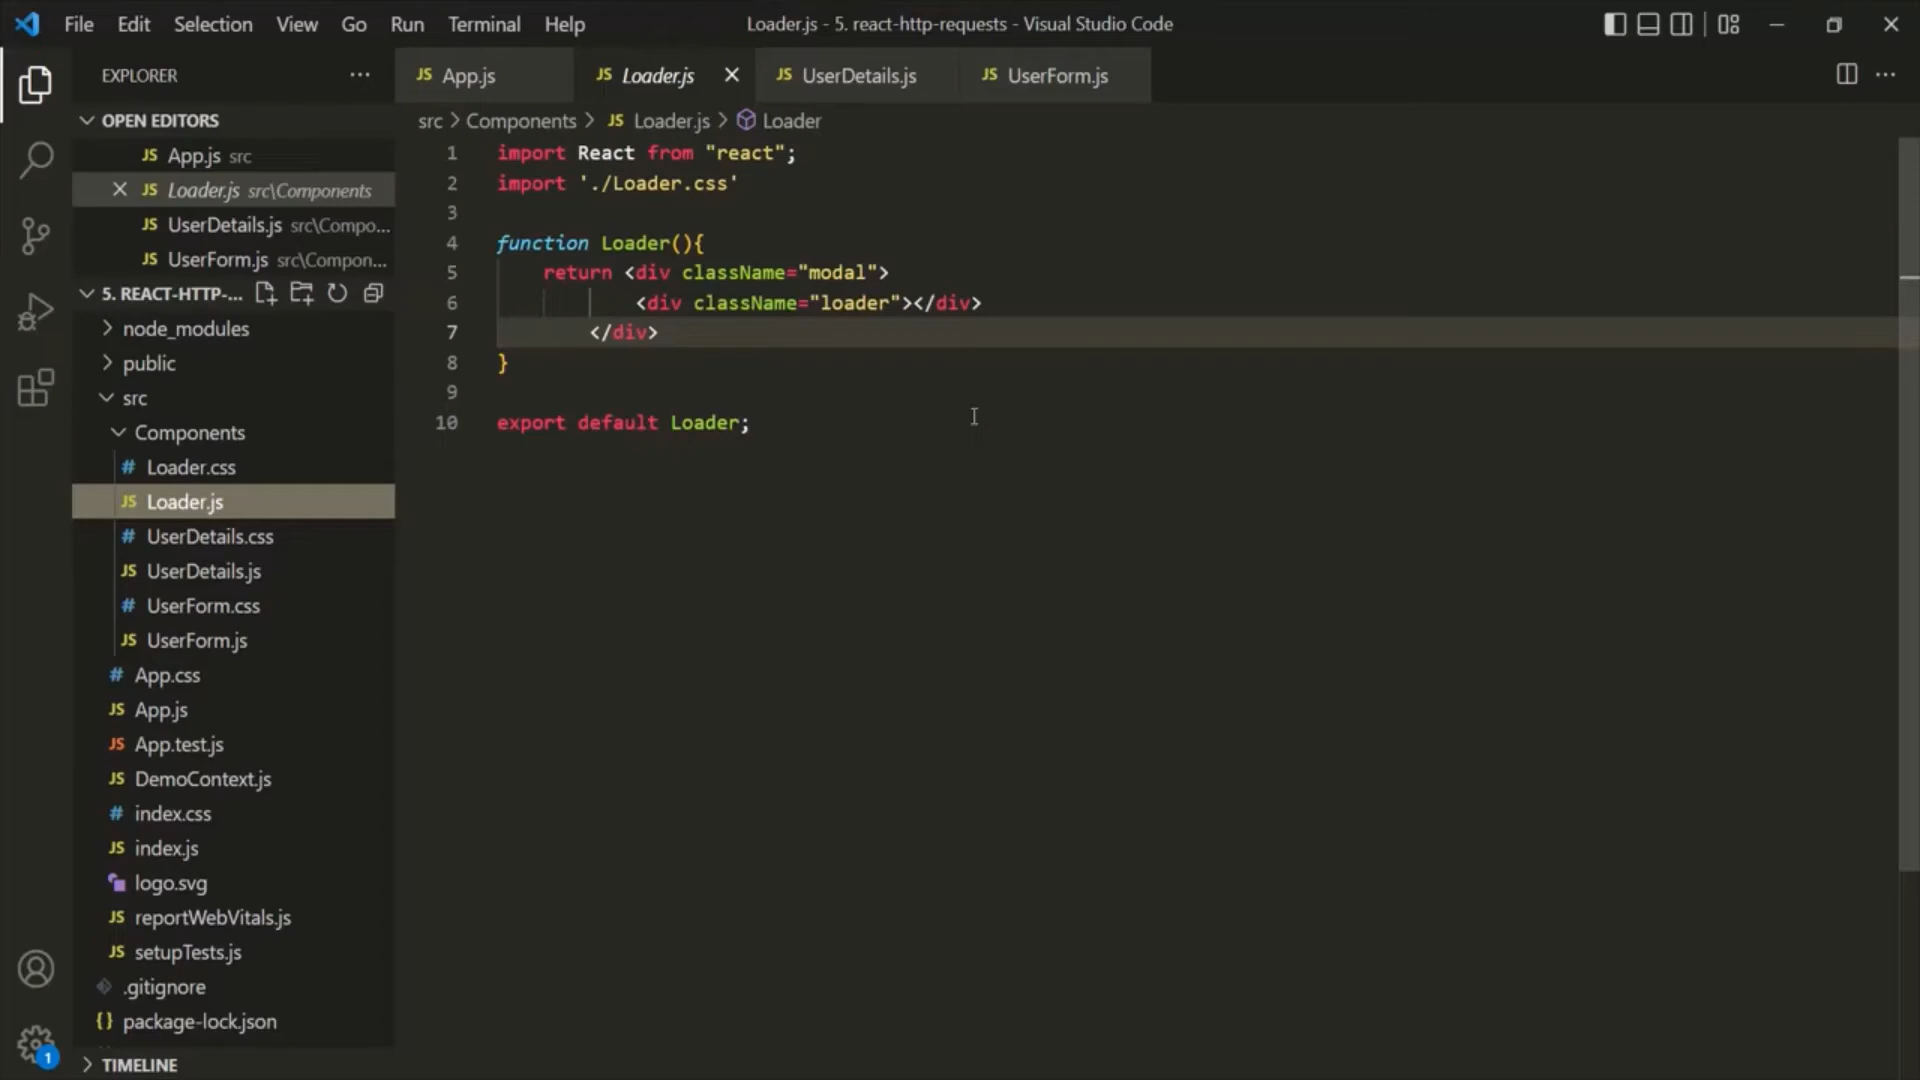 File Edit Selection View Go Run Terminal Help
Loader.js - 5. react-http-requests - Visual Studio Code
EXPLORER
OPEN EDITORS
JS App.js src
JS Loader.js src\Components
JS UserDetails.js src\Compo...
JS UserForm.js src\Compon...
5. REACT-HTTP-...
node_modules
public
src
Components
# Loader.css
JS Loader.js
# UserDetails.css
JS UserDetails.js
# UserForm.css
JS UserForm.js
# App.css
JS App.js
JS App.test.js
JS DemoContext.js
# index.css
JS index.js
logo.svg
JS reportWebVitals.js
JS setupTests.js
.gitignore
{} package-lock.json
TIMELINE
1
JS App.js
JS Loader.js
JS UserDetails.js
JS UserForm.js
src > Components > JS Loader.js > Loader
1 import React from "react";
2 import './Loader.css'
3
4 function Loader(){
5 return <div className="modal">
6 <div className="loader"></div>
7 </div>
8 }
9
10 export default Loader;